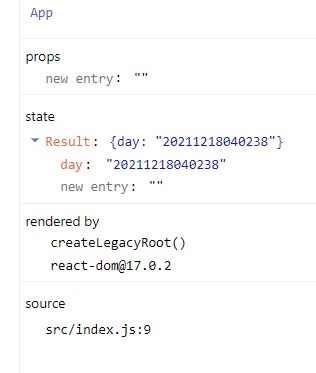 App
props
new entry: ""
state
Result: {day: "20211218040238"}
day: "20211218040238"
new entry: ""
rendered by
createLegacyRoot()
react-dom@17.0.2
source
src/index.js:9